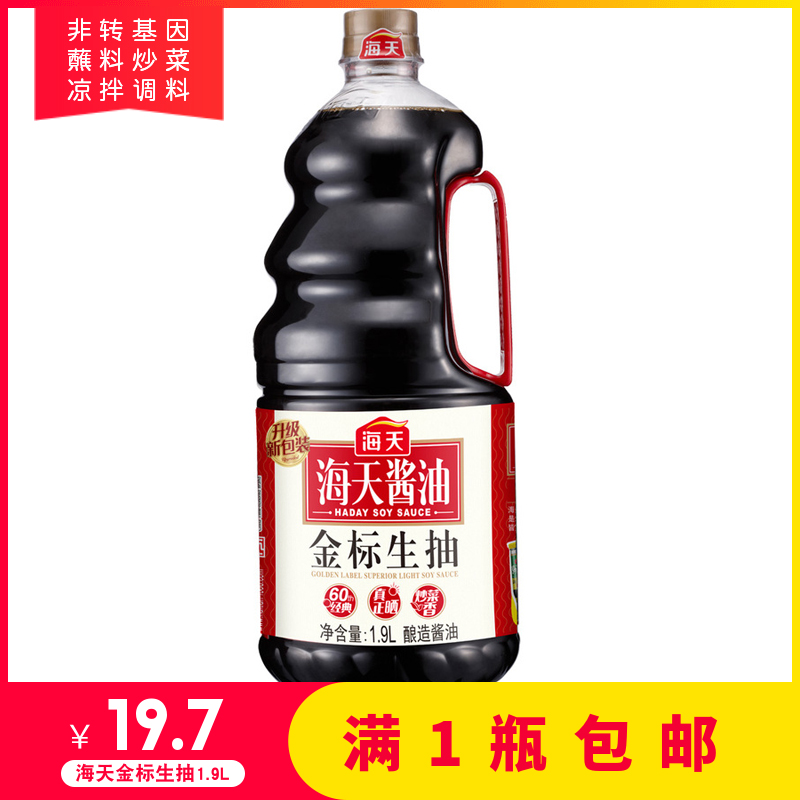 非转基因
蘸料炒菜
凉拌调料
海天
升级
新包装
海天
海天酱油
HADAY SOY SAUCE
金标生抽
GOLDEN LABEL SUPERIOR LIGHT SOY SAUCE
60th
经典
真
正晒
炒菜
香
净含量:1.9L 酿造酱油
¥ 19.7
海天金标生抽1.9L
满1瓶包邮